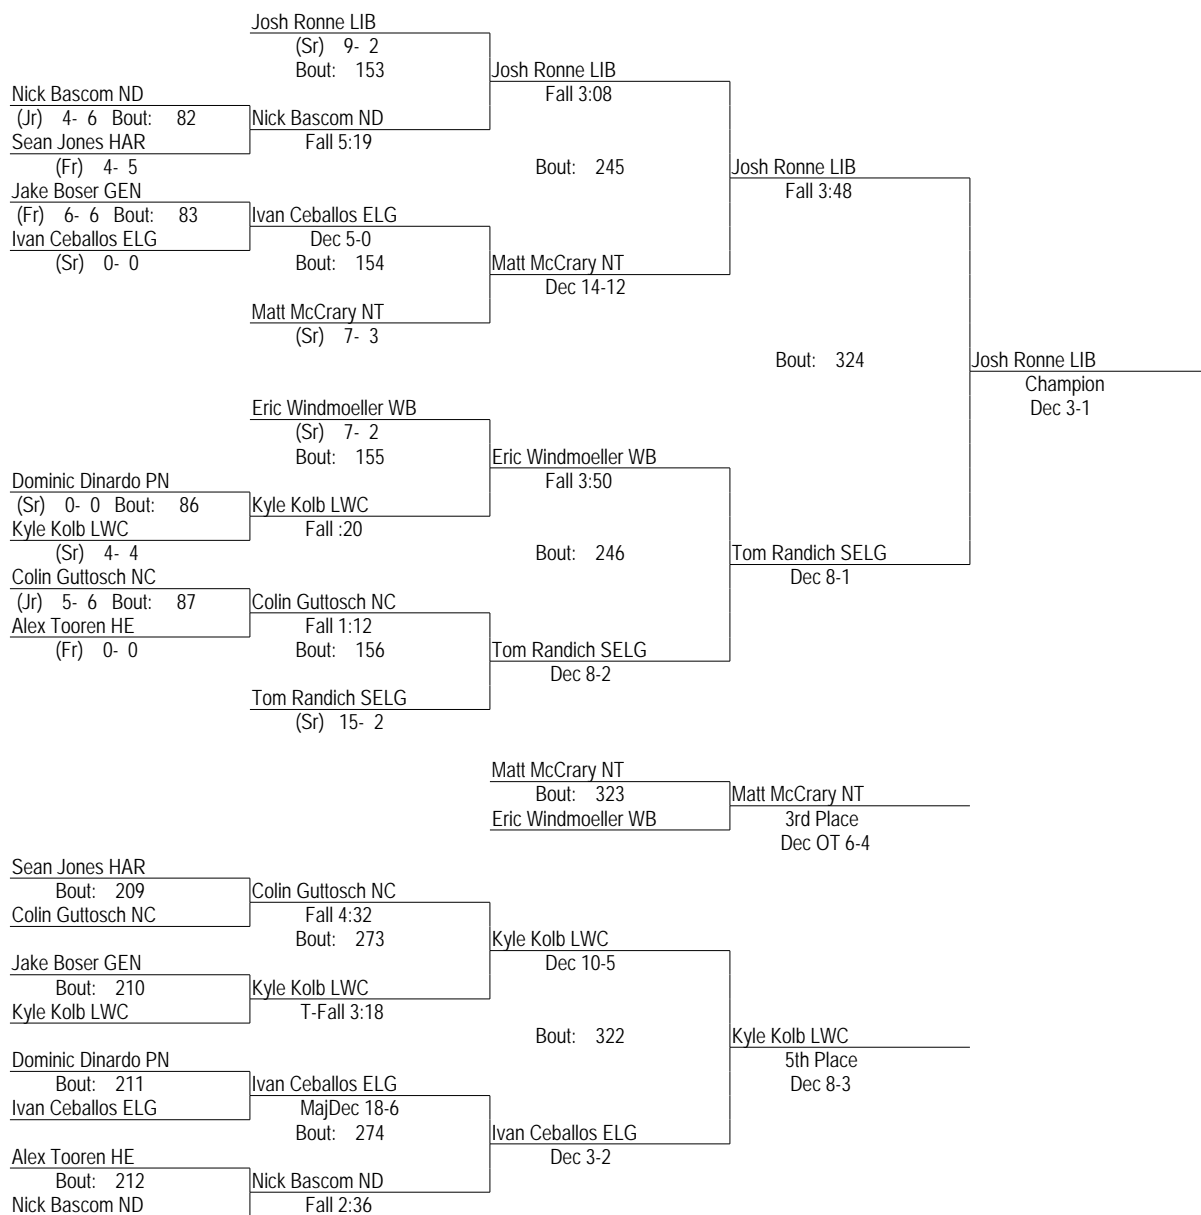 Josh Ronne LIB
(Sr) 9- 2
Bout: 153
Josh Ronne LIB
Fall 3:08
Nick Bascom ND
(Jr) 4- 6 Bout: 82
Nick Bascom ND
Fall 5:19
Sean Jones HAR
(Fr) 4- 5
Bout: 245
Josh Ronne LIB
Fall 3:48
Jake Boser GEN
(Fr) 6- 6 Bout: 83
Ivan Ceballos ELG
Dec 5-0
Ivan Ceballos ELG
(Sr) 0- 0
Bout: 154
Matt McCrary NT
Dec 14-12
Matt McCrary NT
(Sr) 7- 3
Bout: 324
Josh Ronne LIB
Champion
Dec 3-1
Eric Windmoeller WB
(Sr) 7- 2
Bout: 155
Eric Windmoeller WB
Fall 3:50
Dominic Dinardo PN
(Sr) 0- 0 Bout: 86
Kyle Kolb LWC
Fall :20
Kyle Kolb LWC
(Sr) 4- 4
Bout: 246
Tom Randich SELG
Dec 8-1
Colin Guttosch NC
(Jr) 5- 6 Bout: 87
Colin Guttosch NC
Fall 1:12
Alex Tooren HE
(Fr) 0- 0
Bout: 156
Tom Randich SELG
Dec 8-2
Tom Randich SELG
(Sr) 15- 2
Matt McCrary NT
Bout: 323
Matt McCrary NT
3rd Place
Eric Windmoeller WB
Dec OT 6-4
Sean Jones HAR
Bout: 209
Colin Guttosch NC
Fall 4:32
Colin Guttosch NC
Bout: 273
Kyle Kolb LWC
Dec 10-5
Jake Boser GEN
Bout: 210
Kyle Kolb LWC
T-Fall 3:18
Kyle Kolb LWC
Bout: 322
Kyle Kolb LWC
5th Place
Dec 8-3
Dominic Dinardo PN
Bout: 211
Ivan Ceballos ELG
MajDec 18-6
Ivan Ceballos ELG
Bout: 274
Ivan Ceballos ELG
Dec 3-2
Alex Tooren HE
Bout: 212
Nick Bascom ND
Fall 2:36
Nick Bascom ND